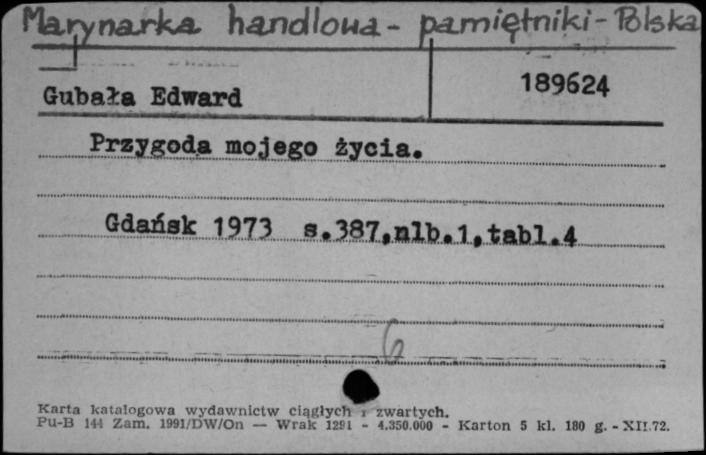 Marynarka handlowa - pamiętniki - Polska
189624
Gubała Edward
Przygoda mojego życia.
Gdańsk 1973 s.387,nlb.1,tabl.4
6
Karta katalogowa wydawnictw ciągłych i zwartych.
Pu-B 144 Zam. 1991/DW/On — Wrak 1291 - 4.350.000 - Karton 5 kl. 180 g. - XII.72.